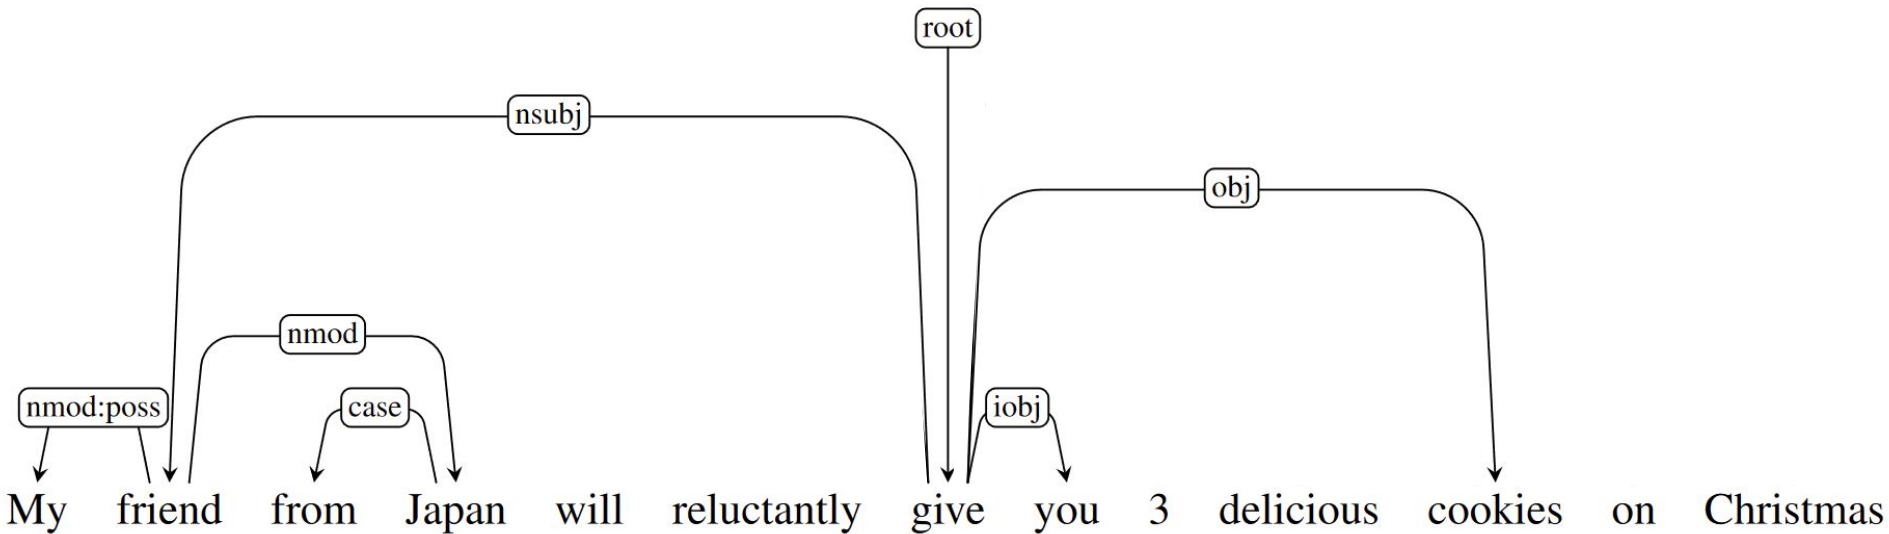 root
nsubj
obj
nmod
nmod:poss case iobj
My friend from Japan will reluctantly give you 3 delicious cookies on Christmas